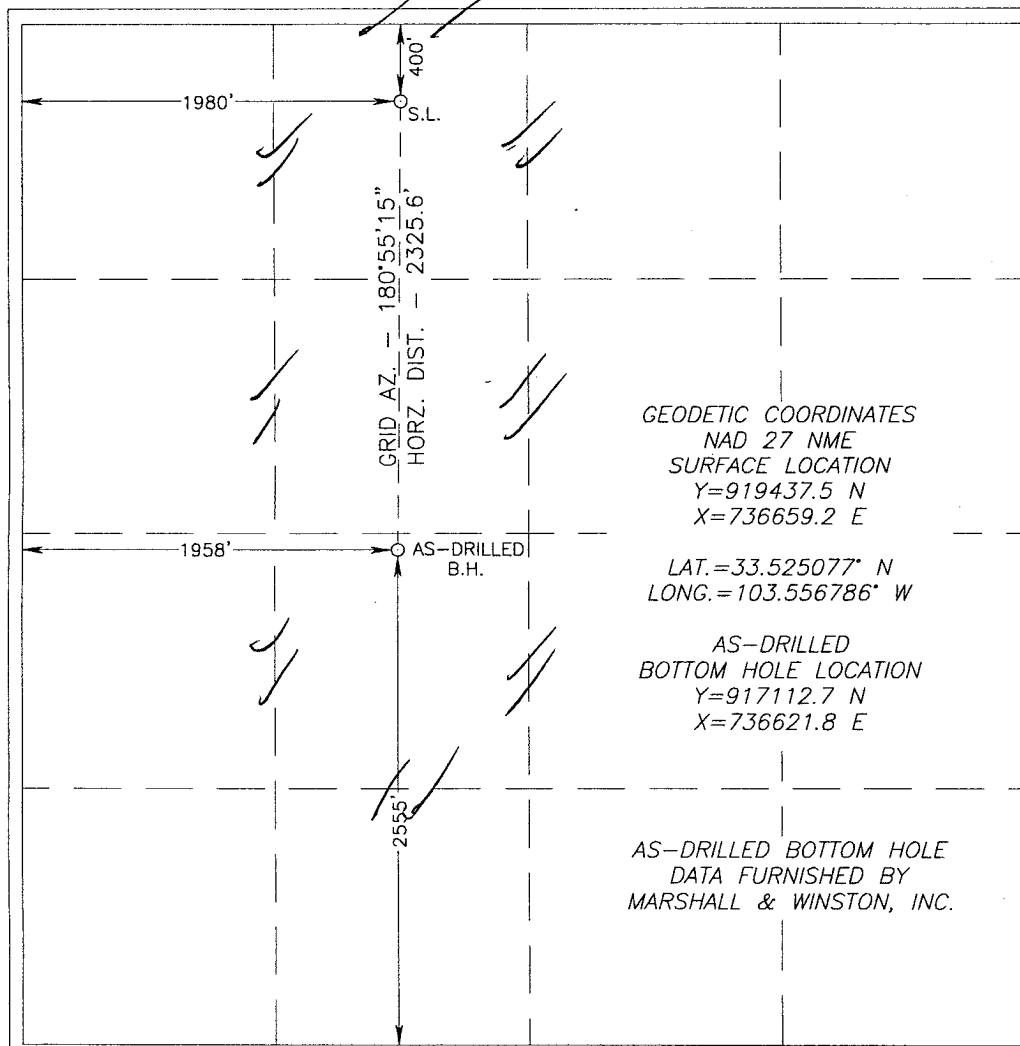 400'
1980'
S.L.
GRID AZ. - 180°55'15"
HORZ. DIST. - 2325.6'
GEODETIC COORDINATES
NAD 27 NME
SURFACE LOCATION
Y=919437.5 N
X=736659.2 E
LAT.=33.525077° N
LONG.=103.556786° W
1958'
AS-DRILLED
B.H.
AS-DRILLED
BOTTOM HOLE LOCATION
Y=917112.7 N
X=736621.8 E
2555'
AS-DRILLED BOTTOM HOLE
DATA FURNISHED BY
MARSHALL & WINSTON, INC.